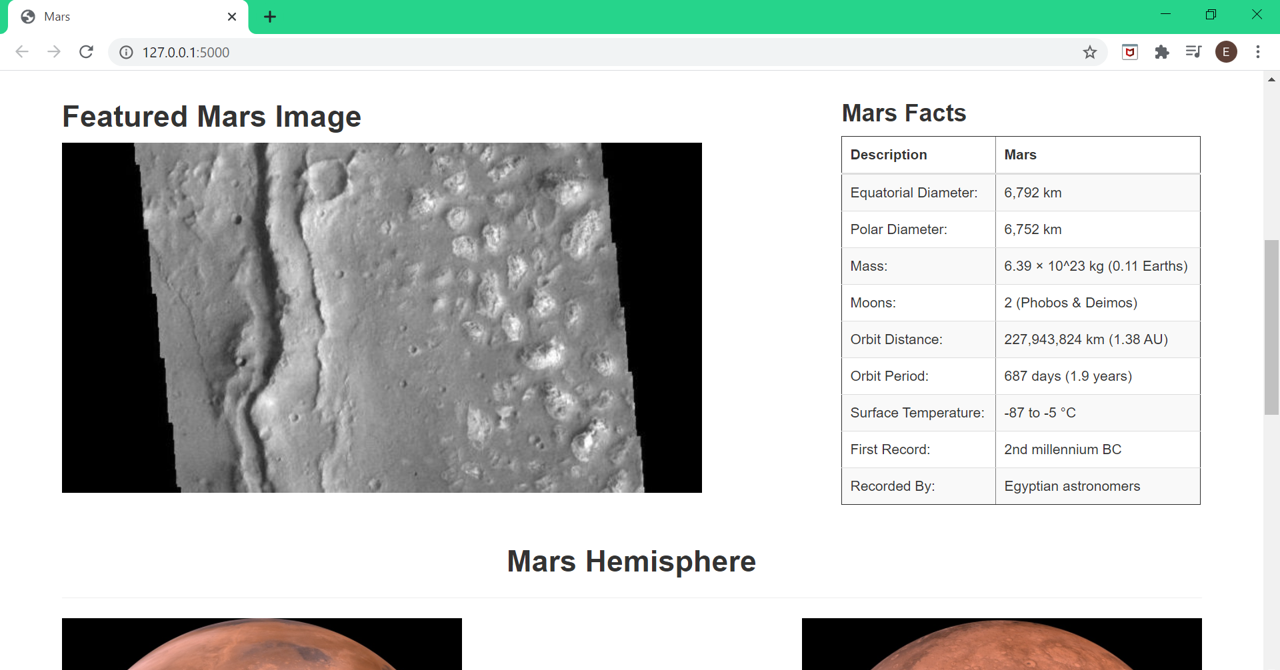 Mars
127.0.0.1:5000
E
Featured Mars Image
Mars Facts
Description Mars
Equatorial Diameter: 6,792 km
Polar Diameter: 6,752 km
Mass: 6.39 × 10^23 kg (0.11 Earths)
Moons: 2 (Phobos & Deimos)
Orbit Distance: 227,943,824 km (1.38 AU)
Orbit Period: 687 days (1.9 years)
Surface Temperature: -87 to -5 °C
First Record: 2nd millennium BC
Recorded By: Egyptian astronomers
Mars Hemisphere